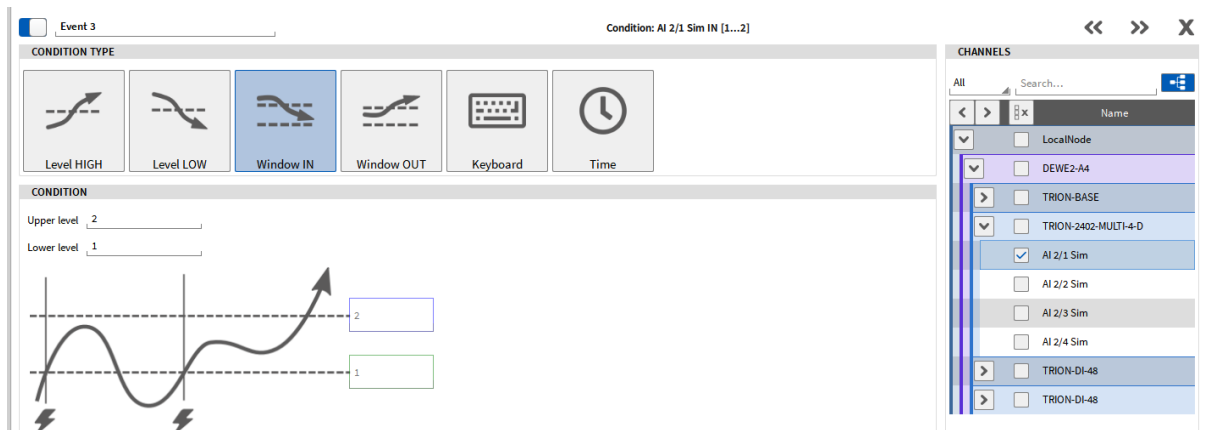 Event 3
Condition: AI 2/1 Sim IN [1...2]
X
CONDITION TYPE
Level HIGH
Level LOW
Window IN
Window OUT
Keyboard
Time
CONDITION
Upper level 2
Lower level 1
2
1
CHANNELS
All Search...
Name
LocalNode
DEWE2-A4
TRION-BASE
TRION-2402-MULTI-4-D
AI 2/1 Sim
AI 2/2 Sim
AI 2/3 Sim
AI 2/4 Sim
TRION-DI-48
TRION-DI-48